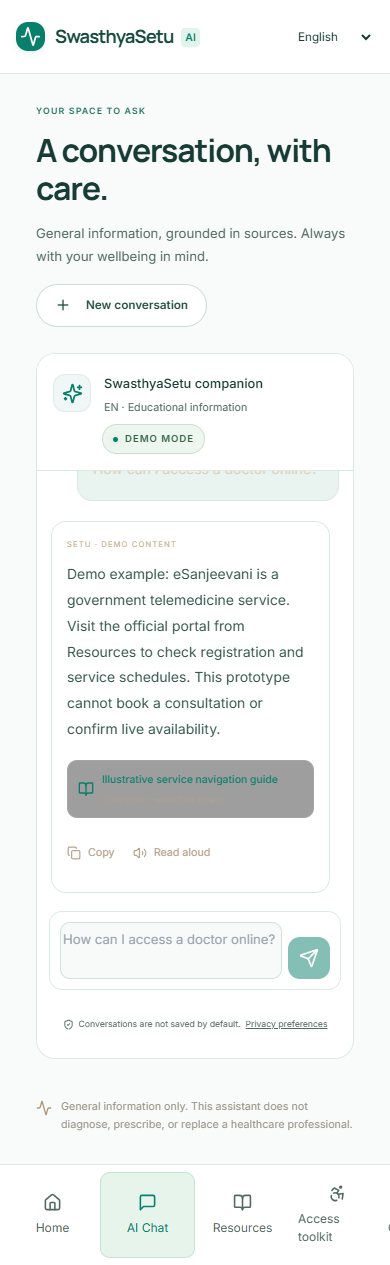 SwasthyaSetu AI
English
YOUR SPACE TO ASK
A conversation, with
care.
General information, grounded in sources. Always
with your wellbeing in mind.
New conversation
SwasthyaSetu companion
EN · Educational information
DEMO MODE
How can I access a doctor online?
SETU · DEMO CONTENT
Demo example: eSanjeevani is a
government telemedicine service.
Visit the official portal from
Resources to check registration and
service schedules. This prototype
cannot book a consultation or
confirm live availability.
Illustrative service navigation guide
Copy
Read aloud
How can I access a doctor online?
Conversations are not saved by default. Privacy preferences
General information only. This assistant does not
diagnose, prescribe, or replace a healthcare professional.
Home
AI Chat
Resources
Access
toolkit